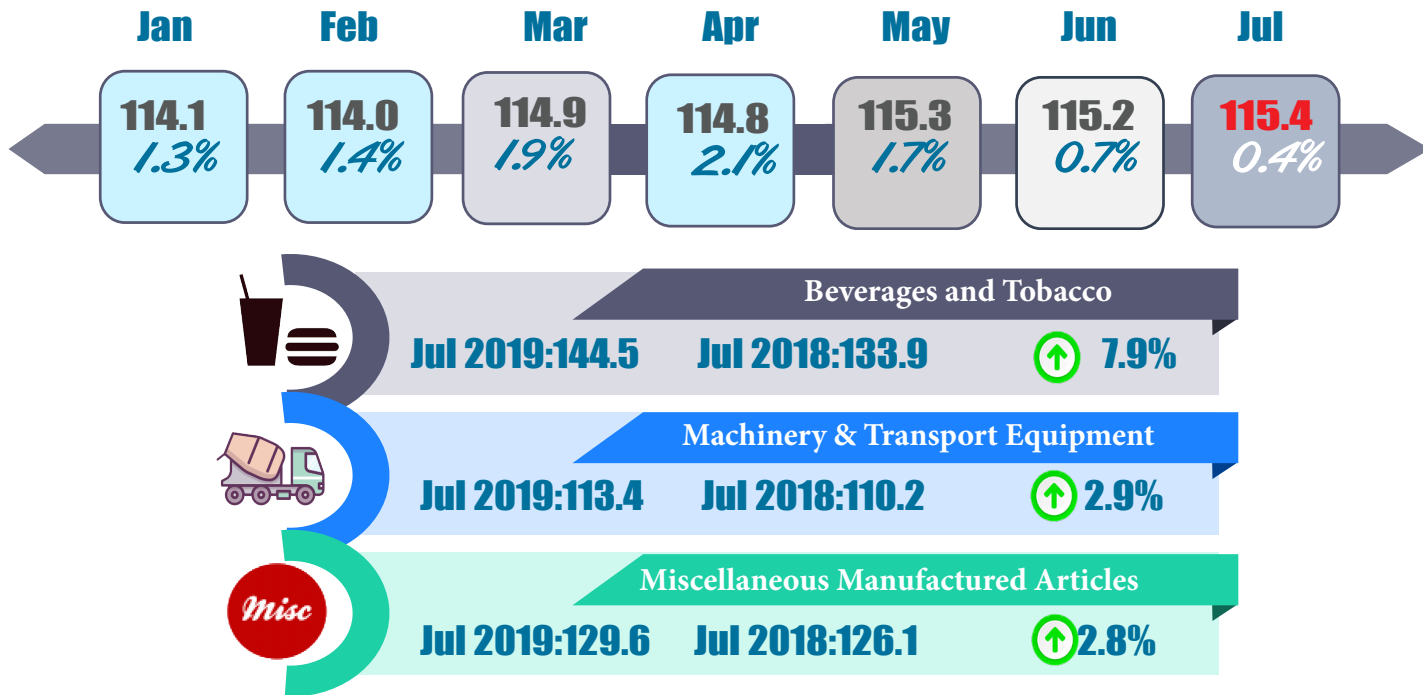 Jan Feb Mar Apr May Jun Jul
114.1 114.0 114.9 114.8 115.3 115.2 115.4
1.3% 1.4% 1.9% 2.1% 1.7% 0.7% 0.4%
Beverages and Tobacco
Jul 2019:144.5 Jul 2018:133.9 7.9%
Machinery & Transport Equipment
Jul 2019:113.4 Jul 2018:110.2 2.9%
Miscellaneous Manufactured Articles
Misc
Jul 2019:129.6 Jul 2018:126.1 2.8%